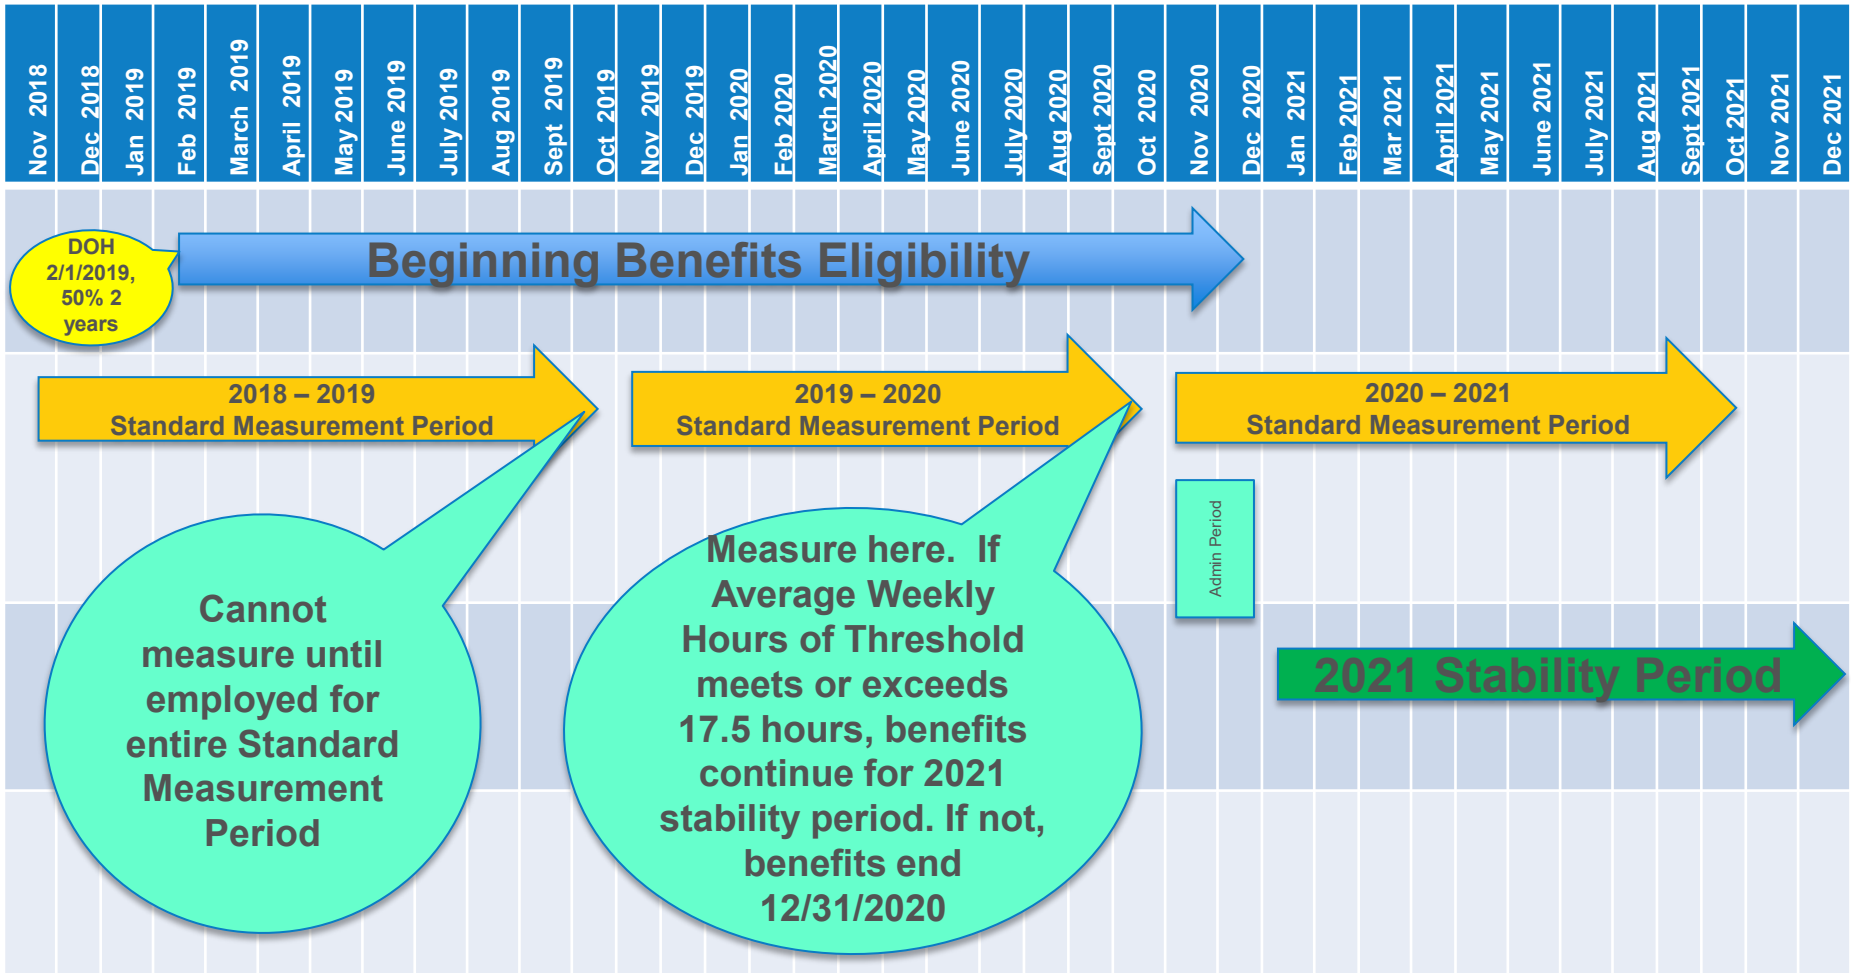 Nov 2018
Dec 2018
Jan 2019
Feb 2019
March 2019
April 2019
May 2019
June 2019
July 2019
Aug 2019
Sept 2019
Oct 2019
Nov 2019
Dec 2019
Jan 2020
Feb 2020
March 2020
April 2020
May 2020
June 2020
July 2020
Aug 2020
Sept 2020
Oct 2020
Nov 2020
Dec 2020
Jan 2021
Feb 2021
Mar 2021
April 2021
May 2021
June 2021
July 2021
Aug 2021
Sept 2021
Oct 2021
Nov 2021
Dec 2021
DOH
2/1/2019,
50% 2
years
Beginning Benefits Eligibility
2018 – 2019
Standard Measurement Period
2019 – 2020
Standard Measurement Period
2020 – 2021
Standard Measurement Period
Cannot
measure until
employed for
entire Standard
Measurement
Period
Measure here. If
Average Weekly
Hours of Threshold
meets or exceeds
17.5 hours, benefits
continue for 2021
stability period. If not,
benefits end
12/31/2020
Admin Period
2021 Stability Period